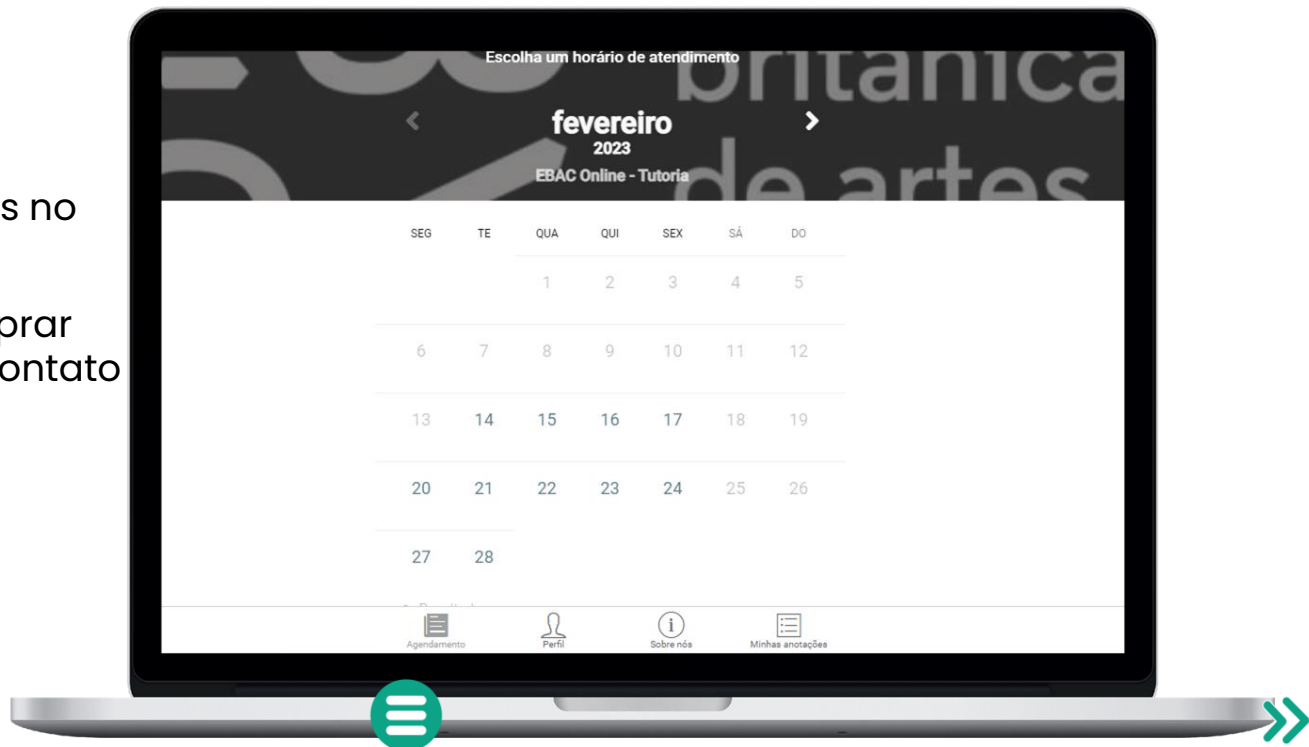 s no
prar
ontato
Escolha um horário de atendimento
britânica
de artes
fevereiro
2023
EBAC Online - Tutoria
SEG TE QUA QUI SEX SÁ DO
1 2 3 4 5
6 7 8 9 10 11 12
13 14 15 16 17 18 19
20 21 22 23 24 25 26
27 28
Agendamento Perfil Sobre nós Minhas anotações